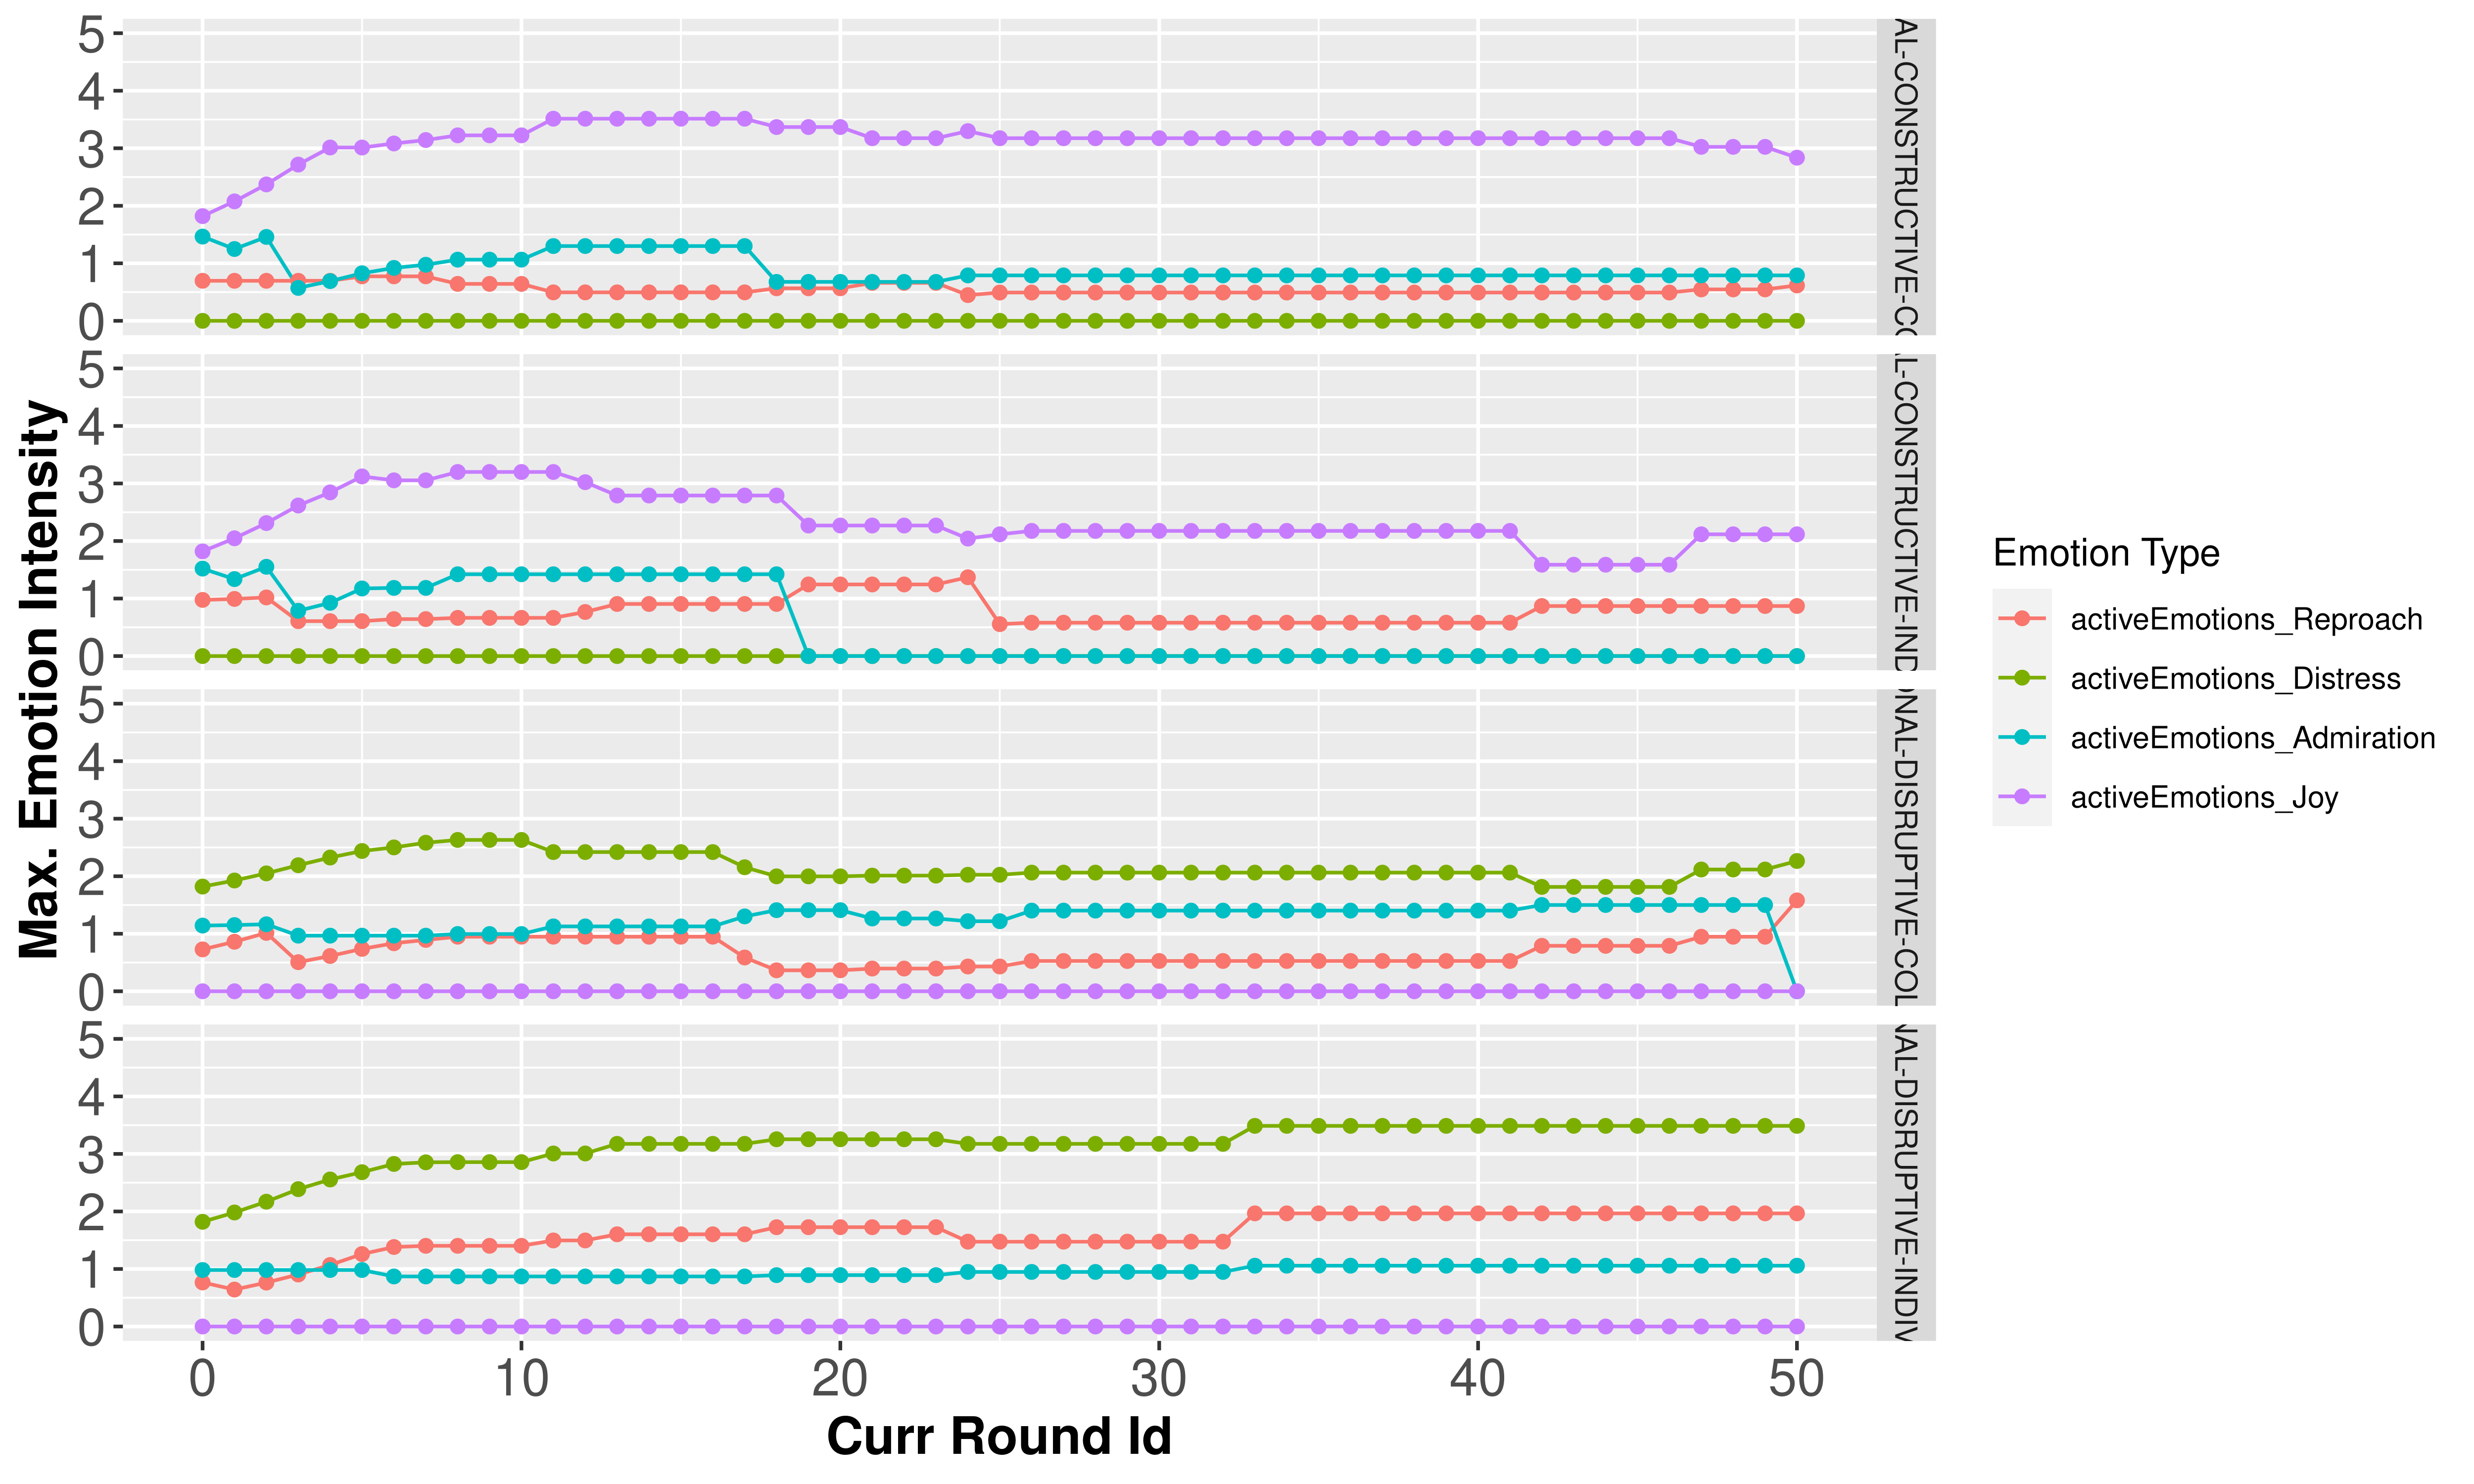 Max. Emotion Intensity
5
4
3
2
1
0
AL-CONSTRUCTIVE-CO
5
4
3
2
1
0
L-CONSTRUCTIVE-IND
5
4
3
2
1
0
NAL-DISRUPTIVE-COL
5
4
3
2
1
0
NAL-DISRUPTIVE-INDIV
0 10 20 30 40 50
Curr Round Id
Emotion Type
activeEmotions_Reproach
activeEmotions_Distress
activeEmotions_Admiration
activeEmotions_Joy